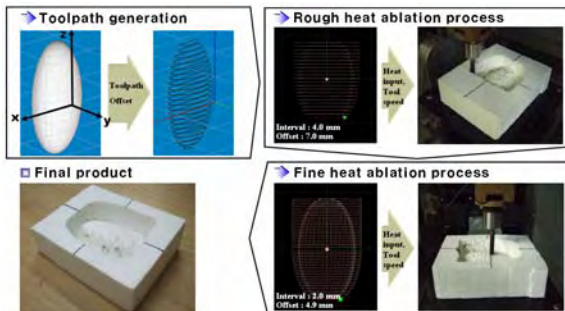 Toolpath generation
z
x
y
Toolpath
Offset
Rough heat ablation process
Interval : 4.0 mm
Offset : 7.0 mm
Heat
input,
Tool
speed
Final product
Fine heat ablation process
Interval : 2.0 mm
Offset : 4.9 mm
Heat
input,
Tool
speed